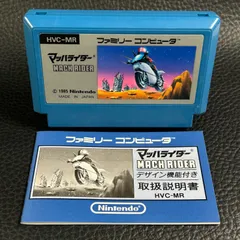 HVC-MR
ファミリー コンピュータ
マッハライダー
MACH RIDER
© 1985 Nintendo
MADE IN JAPAN
ファミリー コンピュータ
マッハライダー
MACH RIDER
デザイン機能付き
取扱説明書
HVC-MR
Nintendo